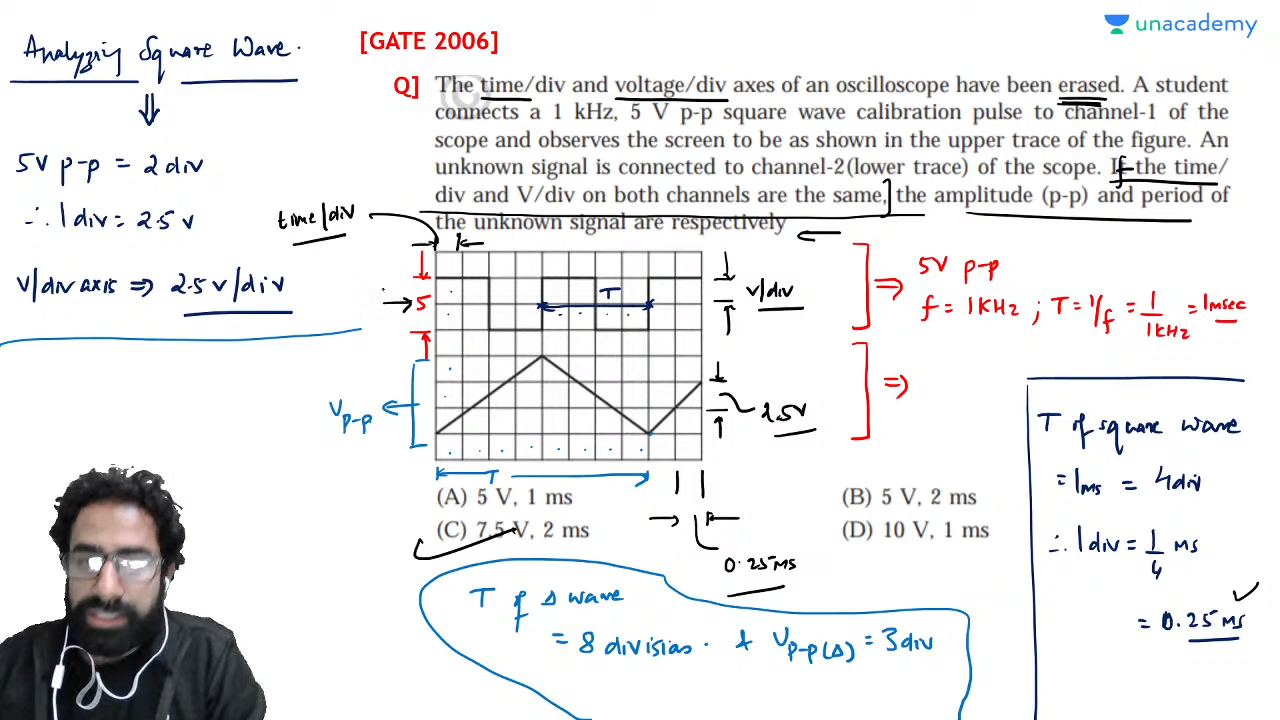 Analyzing Square Wave.
5V p-p = 2 div
∴ 1 div = 2.5 V
V/div axis ⇒ 2.5 V/div
unacademy
[GATE 2006]
Q] The time/div and voltage/div axes of an oscilloscope have been erased. A student
connects a 1 kHz, 5 V p-p square wave calibration pulse to channel-1 of the
scope and observes the screen to be as shown in the upper trace of the figure. An
unknown signal is connected to channel-2(lower trace) of the scope. If the time/
div and V/div on both channels are the same, the amplitude (p-p) and period of
the unknown signal are respectively
time/div
5
T
V/div
⇒ 5V p-p
f = 1KHz ; T = 1/f = 1/1KHz = 1msec
V p-p
2.5V
⇒
T
(A) 5 V, 1 ms
(B) 5 V, 2 ms
(C) 7.5 V, 2 ms
(D) 10 V, 1 ms
0.25ms
T of Δ wave
= 8 divisions. & Vp-p(Δ) = 3 div
T of square wave
= 1ms = 4div
∴ 1 div = 1/4 ms
= 0.25 ms